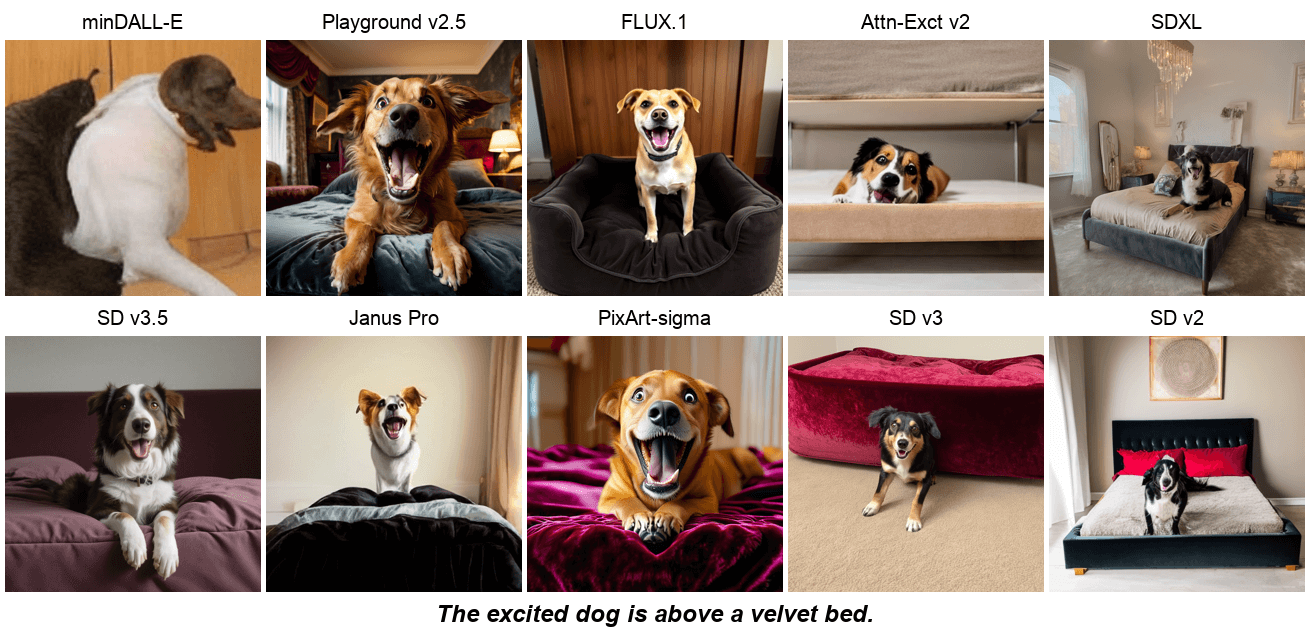 minDALL-E Playground v2.5 FLUX.1 Attn-Exct v2 SDXL
SD v3.5 Janus Pro PixArt-sigma SD v3 SD v2
The excited dog is above a velvet bed.